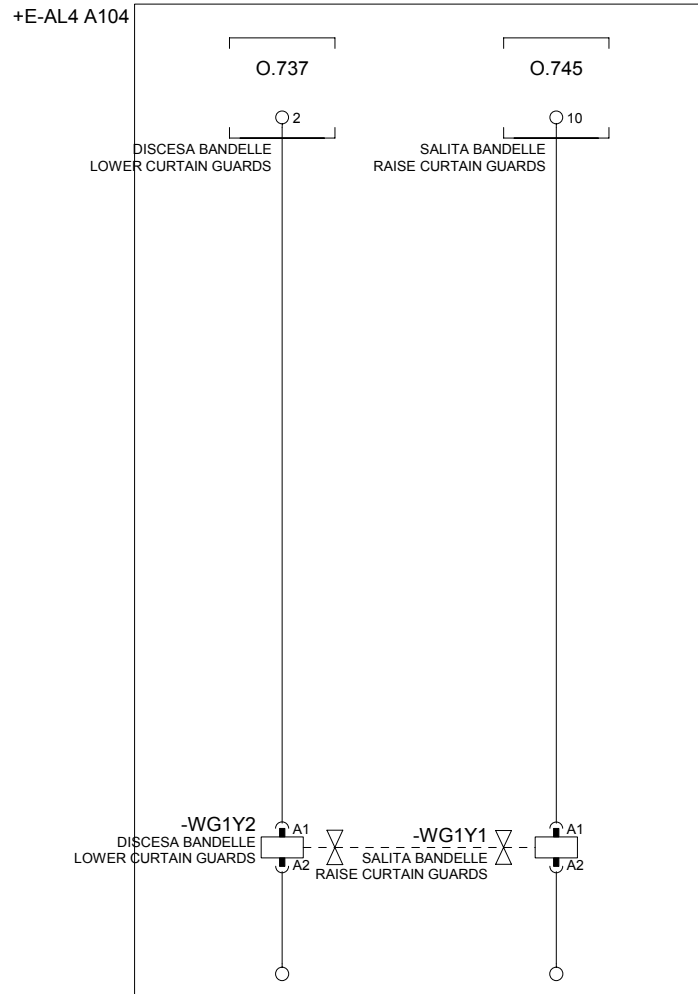 +E-AL4 A104
O.737
O.745
2
10
DISCESA BANDELLE
LOWER CURTAIN GUARDS
SALITA BANDELLE
RAISE CURTAIN GUARDS
-WG1Y2
A1
DISCESA BANDELLE
LOWER CURTAIN GUARDS
A2
-WG1Y1
A1
SALITA BANDELLE
RAISE CURTAIN GUARDS
A2